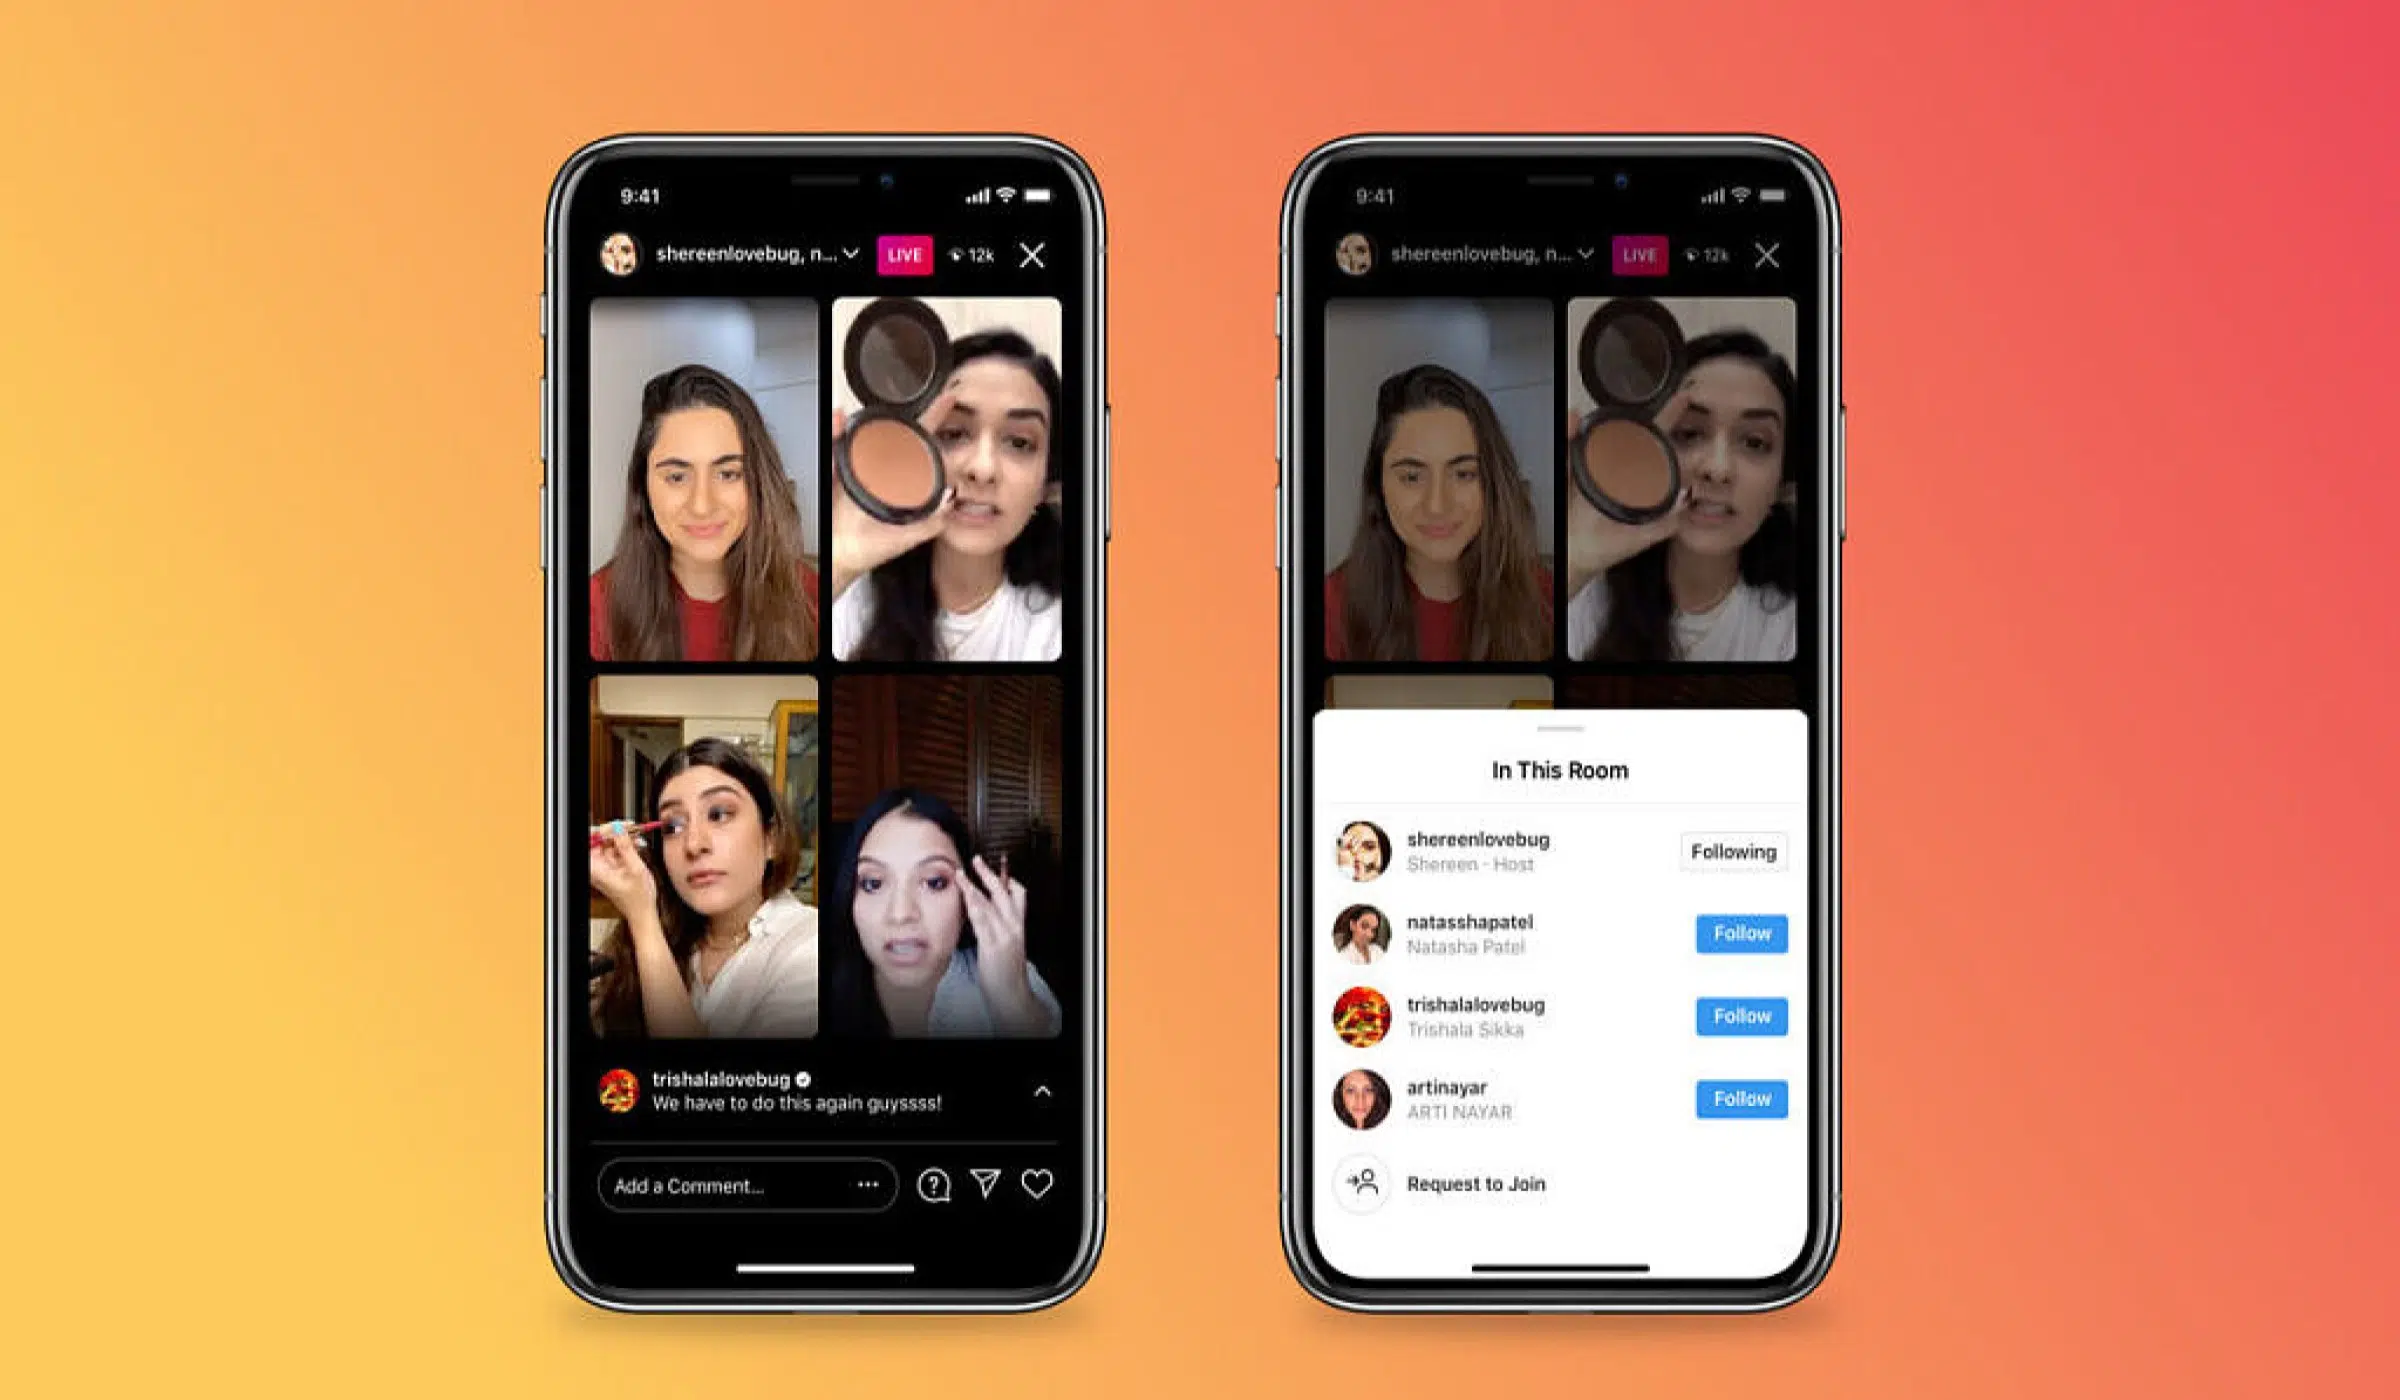 9:41
shereenlovebug, n... LIVE 12k
trishalalovebug
We have to do this again guyssss!
Add a Comment...
9:41
shereenlovebug, n... LIVE 12k
In This Room
shereenlovebug
Shereen - Host
Following
natasshapatel
Natasha Patel
Follow
trishalalovebug
Trishala Sikka
Follow
artinayar
ARTI NAYAR
Follow
Request to Join